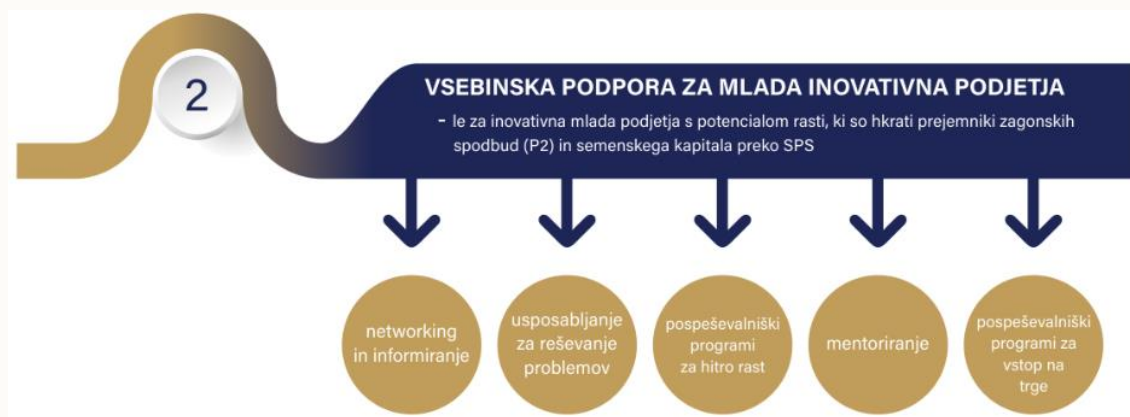 2
VSEBINSKA PODPORA ZA MLADA INOVATIVNA PODJETJA
- le za inovativna mlada podjetja s potencialom rasti, ki so hkrati prejemniki zagonskih
spodbud (P2) in semenskega kapitala preko SPS
networking
in informiranje
usposabljanje
za reševanje
problemov
pospeševalniški
programi
za hitro rast
mentoriranje
pospeševalniški
programi za
vstop na
trge